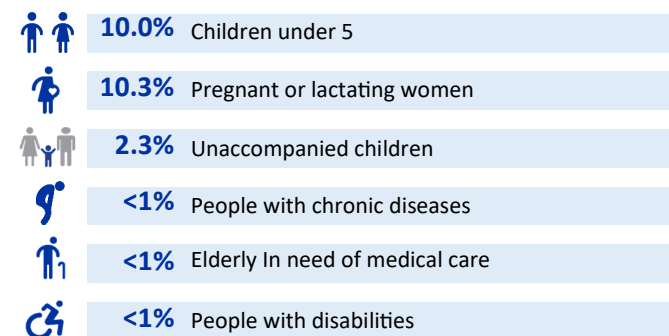 10.0% Children under 5
10.3% Pregnant or lactating women
2.3% Unaccompanied children
<1% People with chronic diseases
<1% Elderly In need of medical care
<1% People with disabilities